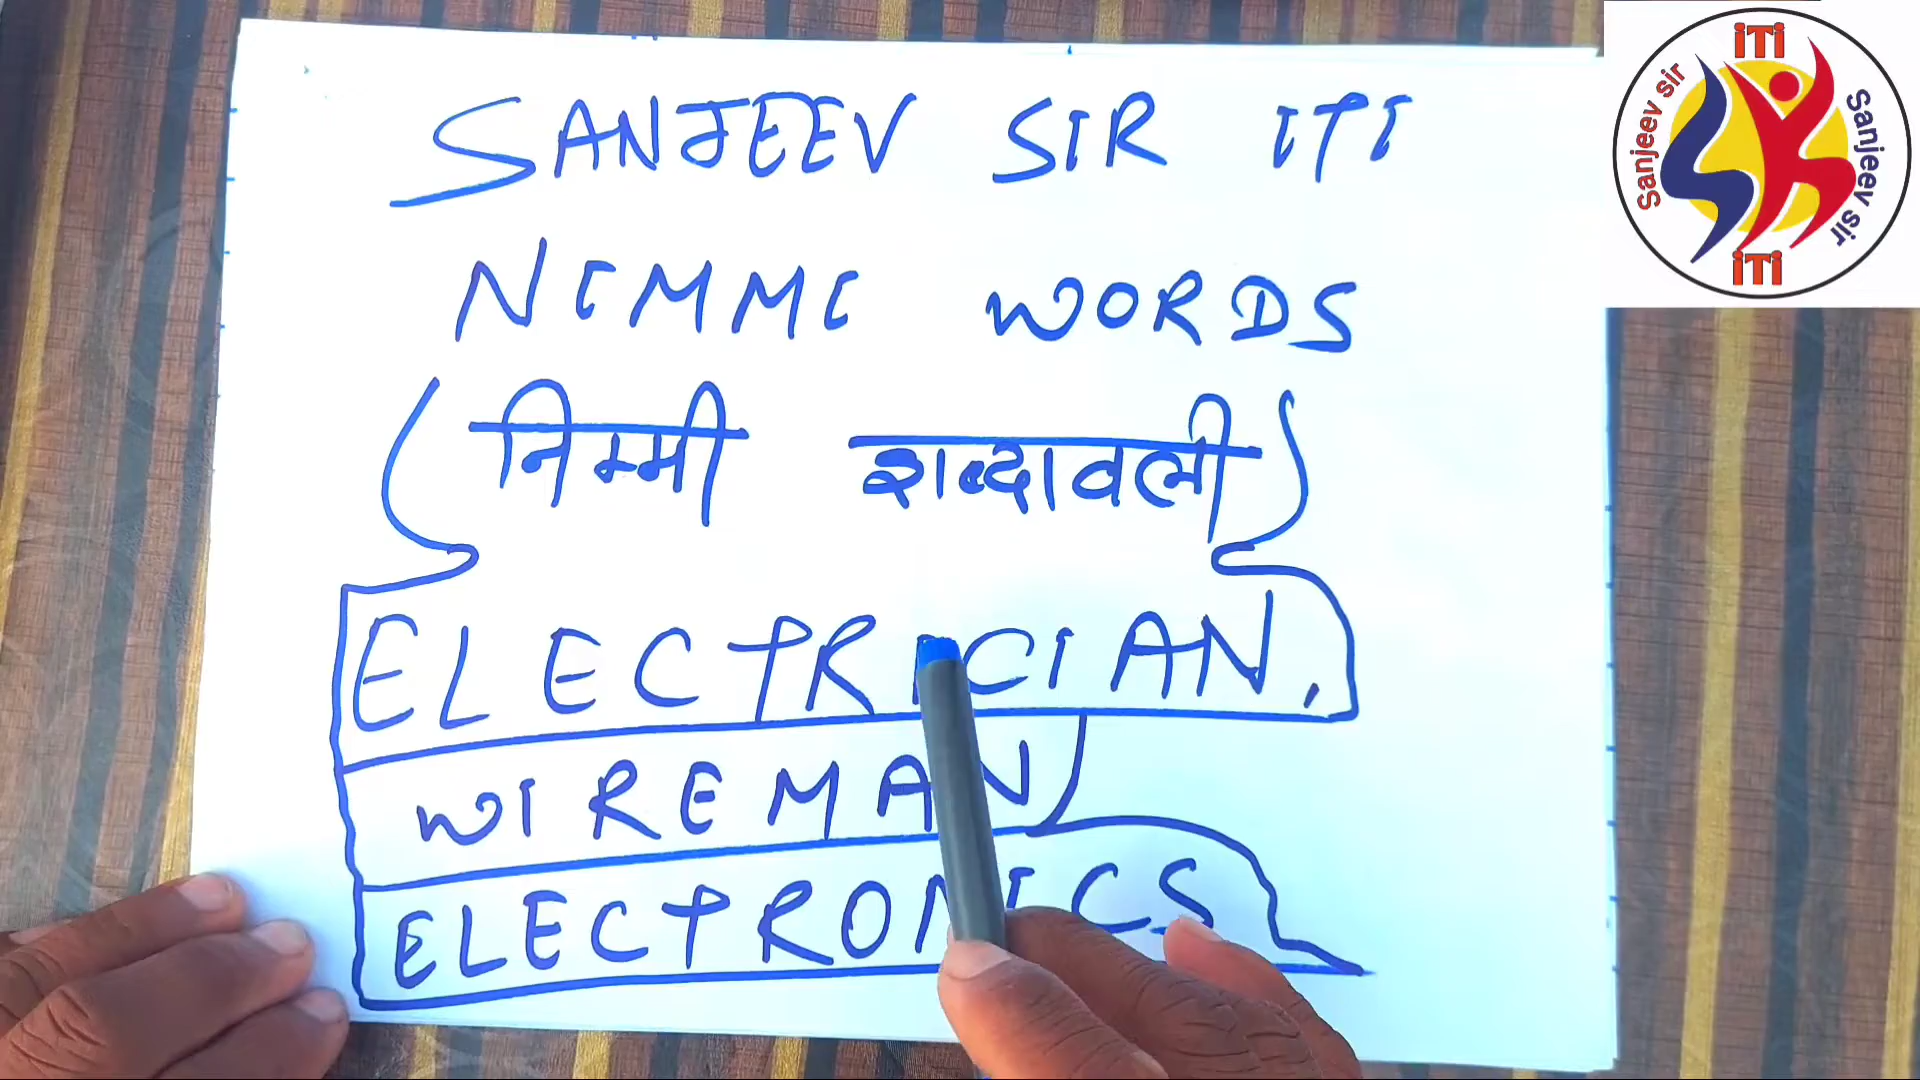 SANJEEV SIR ITI
NIMMI WORDS
(निम्मी शब्दावली)
ELECTRICIAN,
WIREMAN
ELECTRONICS
iTi
Sanjeev sir
Sanjeev sir
iTi